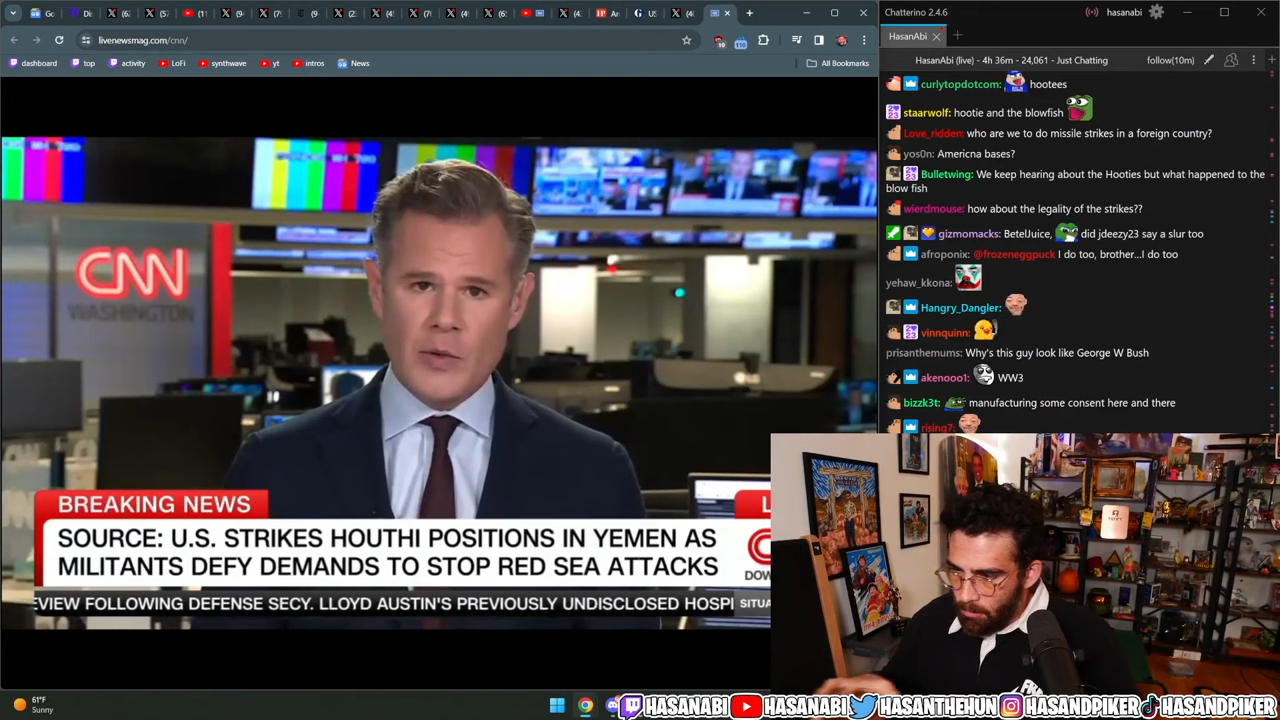 livenewsmag.com/cnn/
dashboard
top
activity
LoFi
synthwave
yt
intros
News
All Bookmarks
CNN
WASHINGTON
BREAKING NEWS
SOURCE: U.S. STRIKES HOUTHI POSITIONS IN YEMEN AS
MILITANTS DEFY DEMANDS TO STOP RED SEA ATTACKS
EVIEW FOLLOWING DEFENSE SECY. LLOYD AUSTIN'S PREVIOUSLY UNDISCLOSED HOSPI
61°F
Sunny
Chatterino 2.4.6
hasanabi
HasanAbi
HasanAbi (live) - 4h 36m - 24,061 - Just Chatting
follow(10m)
curlytopdotcom: hootees
staarwolf: hootie and the blowfish
Love_ridden: who are we to do missile strikes in a foreign country?
yos0n: Americna bases?
Bulletwing: We keep hearing about the Hooties but what happened to the
blow fish
wierdmouse: how about the legality of the strikes??
gizmomacks: BetelJuice, did jdeezy23 say a slur too
afroponix: @frozeneggpuck I do too, brother...I do too
yehaw_kkona:
Hangry_Dangler:
vinnquinn:
prisanthemums: Why's this guy look like George W Bush
akenooo1: WW3
bizzk3t: manufacturing some consent here and there
rising7:
HASANABI HASANABI HASANTHEHUN HASANDPIKER HASANDPIKER